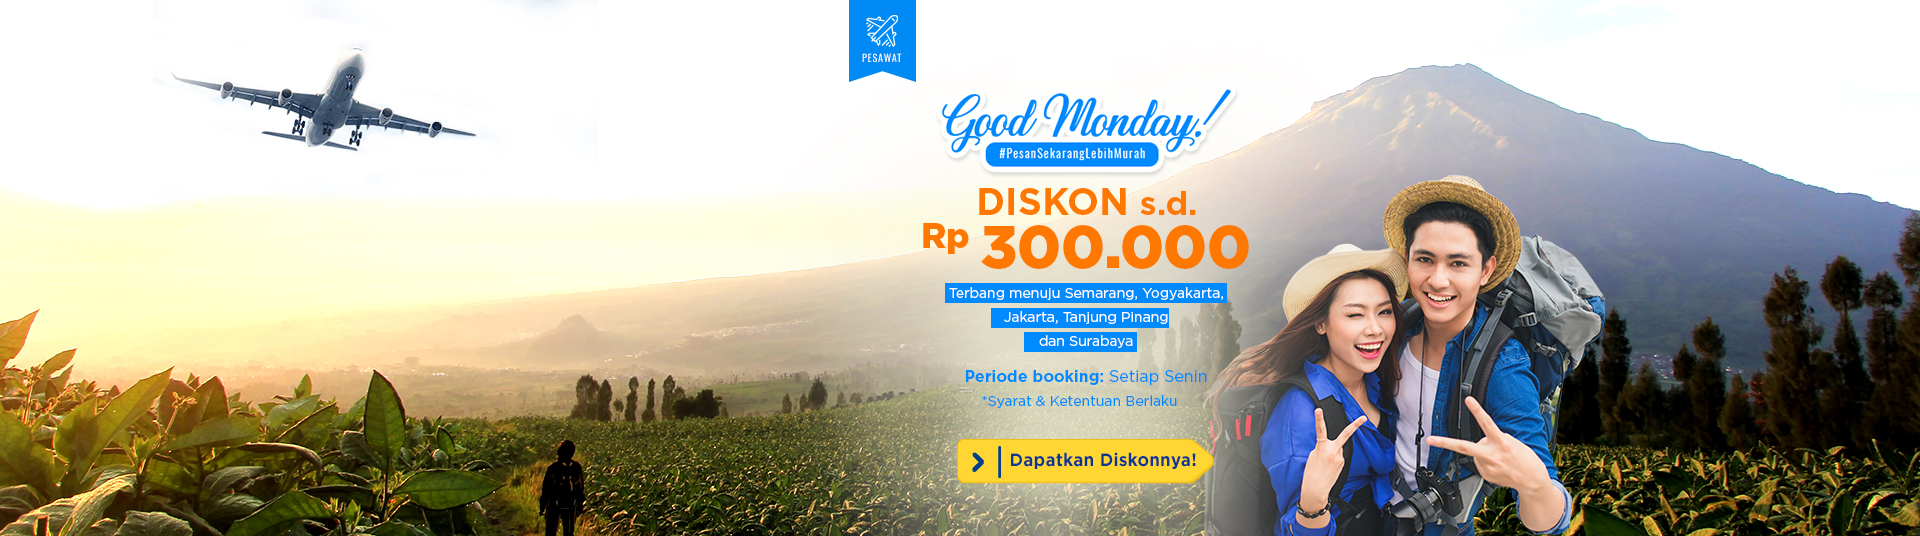 PESAWAT
Good Monday!
#PesanSekarangLebihMurah
DISKON s.d.
Rp 300.000
Terbang menuju Semarang, Yogyakarta,
Jakarta, Tanjung Pinang
dan Surabaya
Periode booking: Setiap Senin
*Syarat & Ketentuan Berlaku
Dapatkan Diskonnya!